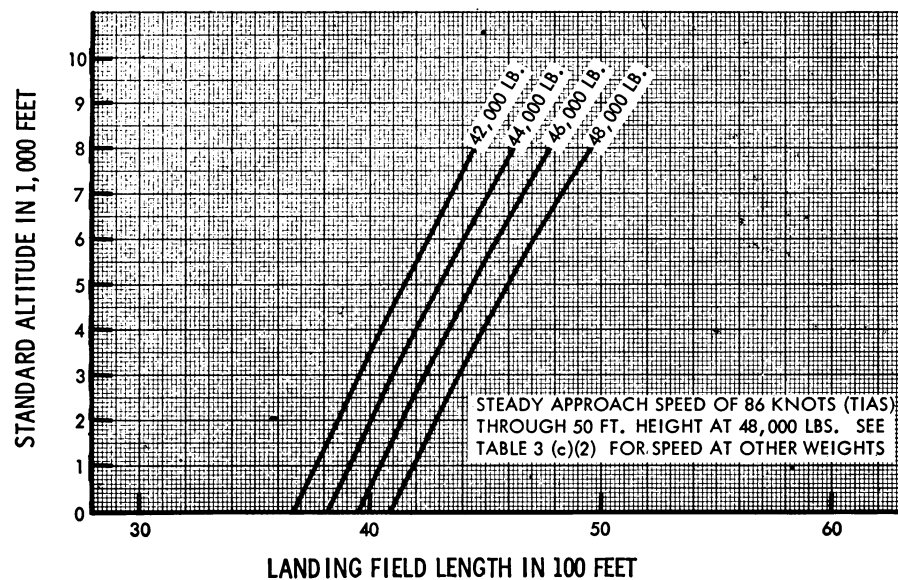 STANDARD ALTITUDE IN 1,000 FEET
10
9
8
7
6
5
4
3
2
1
0
42,000 LB.
44,000 LB.
46,000 LB.
48,000 LB.
STEADY APPROACH SPEED OF 86 KNOTS (TIAS)
THROUGH 50 FT. HEIGHT AT 48,000 LBS. SEE
TABLE 3 (c)(2) FOR SPEED AT OTHER WEIGHTS
30
40
50
60
LANDING FIELD LENGTH IN 100 FEET